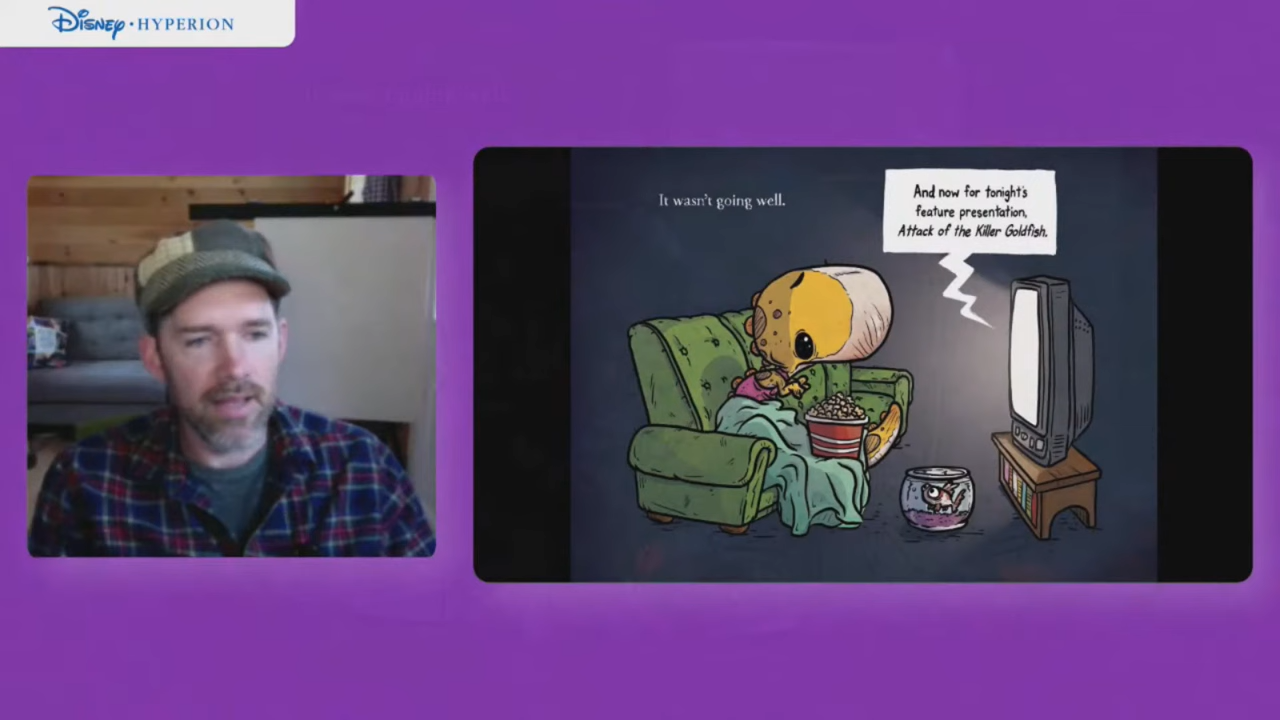 Disney · HYPERION
It wasn't going well.
And now for tonight's
feature presentation,
Attack of the Killer Goldfish.